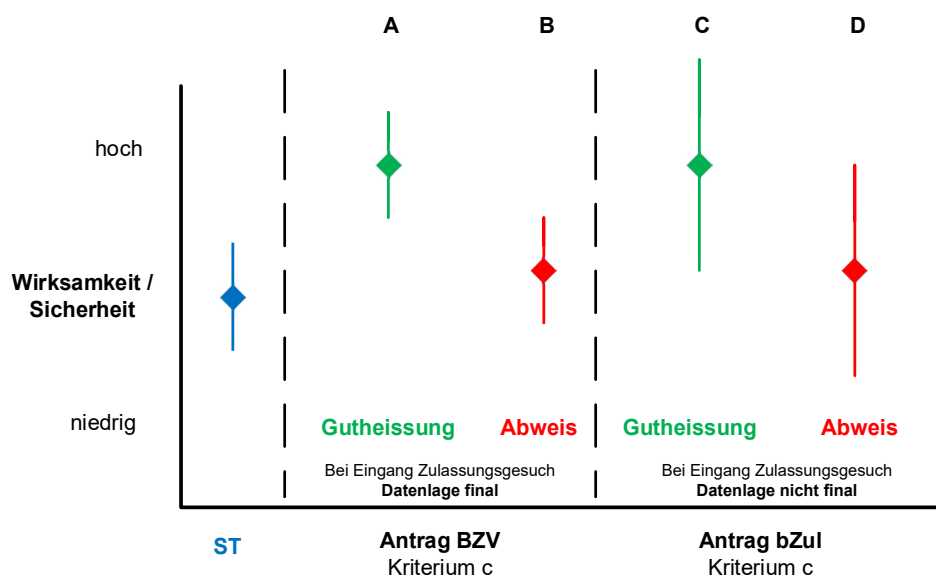 A
B
C
D
hoch
Wirksamkeit /
Sicherheit
niedrig
Gutheissung
Abweis
Gutheissung
Abweis
Bei Eingang Zulassungsgesuch
Datenlage final
Bei Eingang Zulassungsgesuch
Datenlage nicht final
ST
Antrag BZV
Kriterium c
Antrag bZul
Kriterium c